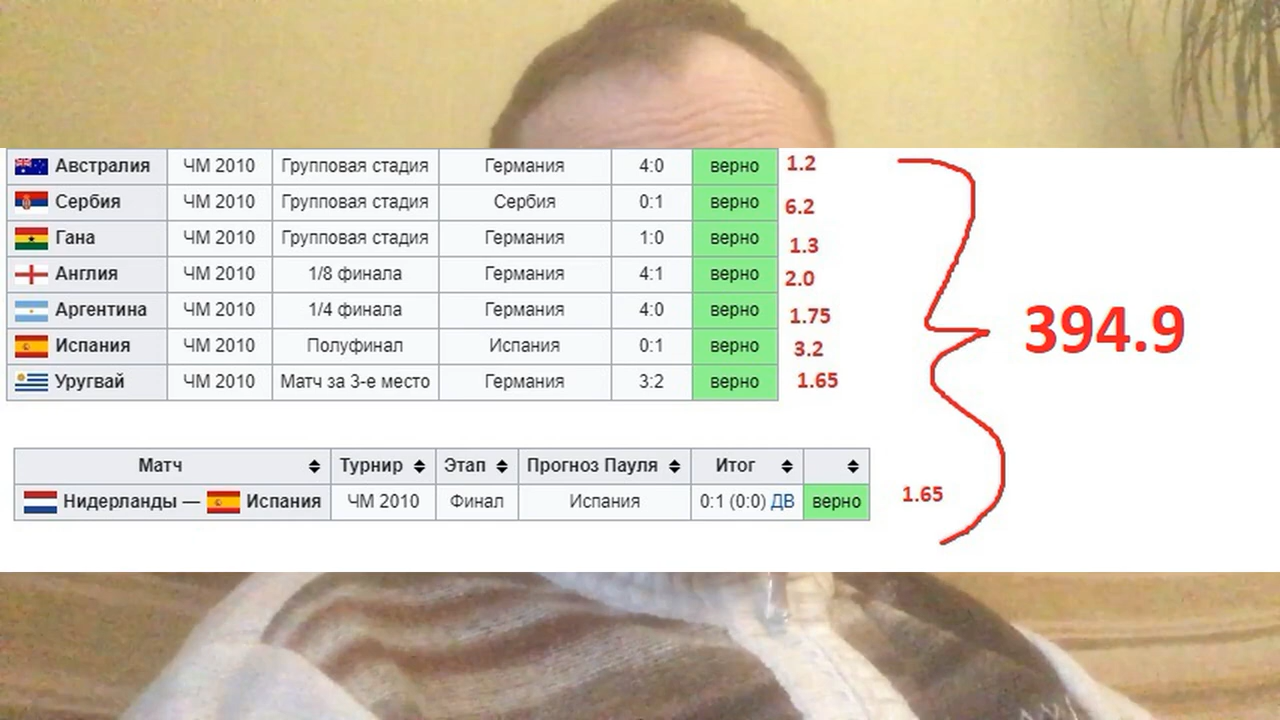 Австралия ЧМ 2010 Групповая стадия Германия 4:0 верно 1.2
Сербия ЧМ 2010 Групповая стадия Сербия 0:1 верно 6.2
Гана ЧМ 2010 Групповая стадия Германия 1:0 верно 1.3
Англия ЧМ 2010 1/8 финала Германия 4:1 верно 2.0
Аргентина ЧМ 2010 1/4 финала Германия 4:0 верно 1.75
394.9
Испания ЧМ 2010 Полуфинал Испания 0:1 верно 3.2
Уругвай ЧМ 2010 Матч за 3-е место Германия 3:2 верно 1.65
Матч Турнир Этап Прогноз Пауля Итог
Нидерланды — Испания ЧМ 2010 Финал Испания 0:1 (0:0) ДВ верно 1.65